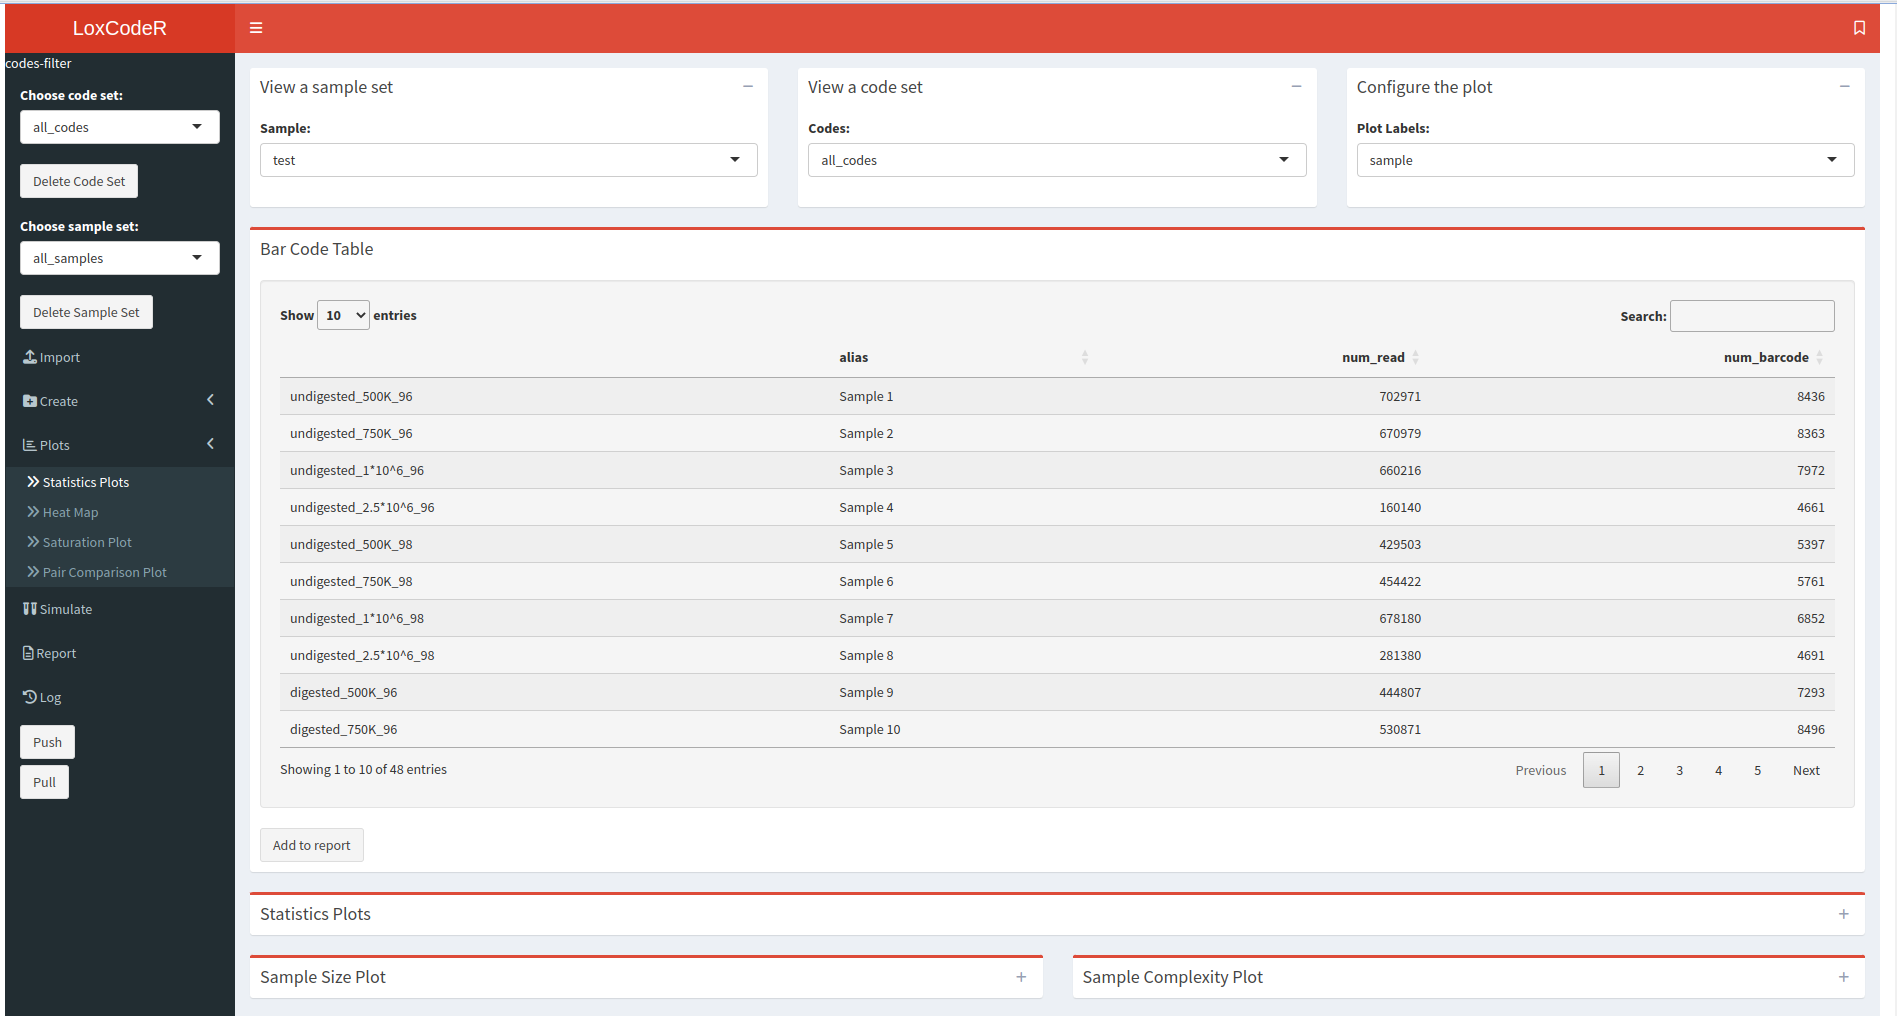 LoxCodeR
codes-filter
Choose code set:
all_codes
Delete Code Set
Choose sample set:
all_samples
Delete Sample Set
Import
Create
Plots
Statistics Plots
Heat Map
Saturation Plot
Pair Comparison Plot
Simulate
Report
Log
Push
Pull
View a sample set
Sample:
test
View a code set
Codes:
all_codes
Configure the plot
Plot Labels:
sample
Bar Code Table
Show 10 entries
Search:
alias num_read num_barcode
undigested_500K_96 Sample 1 702971 8436
undigested_750K_96 Sample 2 670979 8363
undigested_1*10^6_96 Sample 3 660216 7972
undigested_2.5*10^6_96 Sample 4 160140 4661
undigested_500K_98 Sample 5 429503 5397
undigested_750K_98 Sample 6 454422 5761
undigested_1*10^6_98 Sample 7 678180 6852
undigested_2.5*10^6_98 Sample 8 281380 4691
digested_500K_96 Sample 9 444807 7293
digested_750K_96 Sample 10 530871 8496
Showing 1 to 10 of 48 entries
Previous 1 2 3 4 5 Next
Add to report
Statistics Plots
Sample Size Plot
Sample Complexity Plot